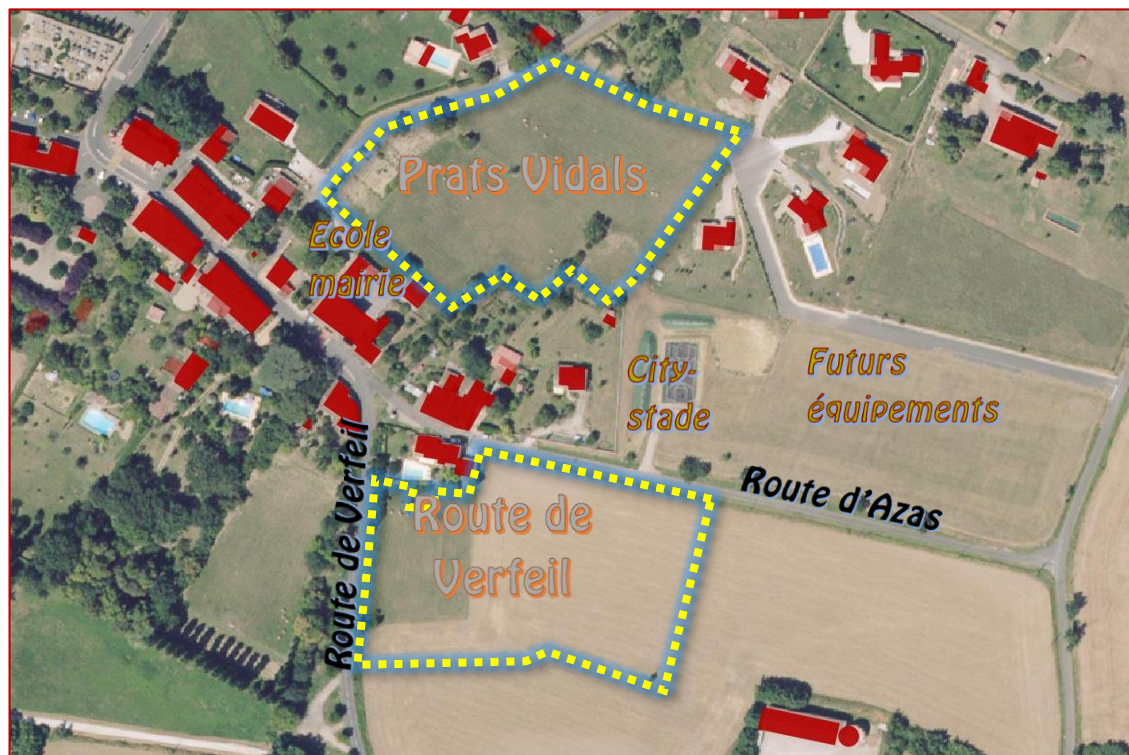 Prats Vidals
Ecole
mairie
City-
stade
Futurs
équipements
Route d'Azas
Route de Verfeil
Route de
Verfeil